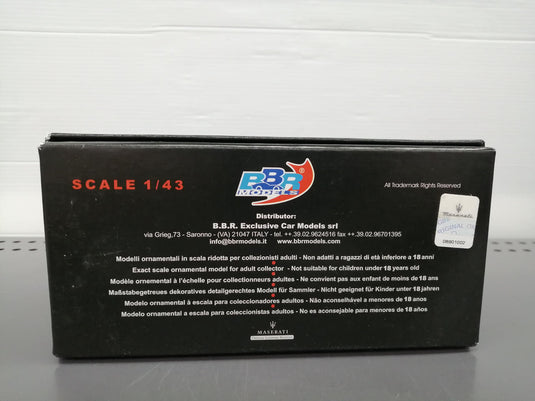 SCALE 1/43
BBR
MODELS
All Trademark Rights Reserved
Distributor:
B.B.R. Exclusive Car Models srl
via Grieg,73 - Saronno - (VA) 21047 ITALY - tel. ++.39.02.9624516 fax ++.39.02.96701395
info@bbrmodels.it www.bbrmodels.com
Maserati
ORIGINAL
08901002
Modelli ornamentali in scala ridotta per collezionisti adulti - Non adatti a ragazzi di età inferiore a 18 anni
Exact scale ornamental model for adult collector - Not suitable for children under 18 years old
Modèle ornamental à l'échelle pour collectionneurs adultes - Ne convient pas aux enfant de moins de 18 ans
Maßstabegetreues dekoratives detailgerechtes Modell für Sammler - Nicht geeignet für Kinder unter 18 jahren
Modelo ornamental à escala para coleccionadores adultos - Não aconselhável a menores de 18 anos
Modelo ornamental a escala para coleccionistas adultos - No es aconsejable para menores de 18 años
MASERATI